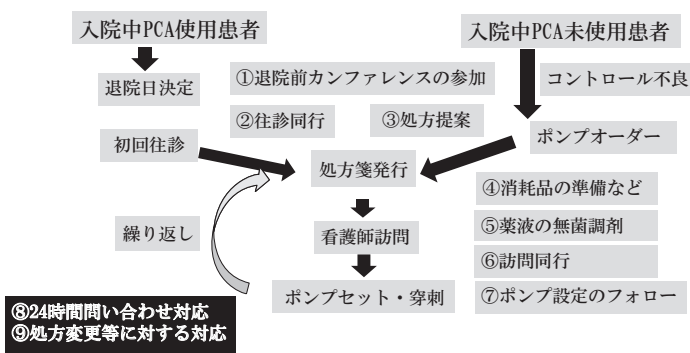 入院中PCA使用患者
入院中PCA未使用患者
退院日決定
①退院前カンファレンスの参加
コントロール不良
②往診同行
③処方提案
初回往診
ポンプオーダー
処方箋発行
④消耗品の準備など
繰り返し
看護師訪問
⑤薬液の無菌調剤
⑥訪問同行
ポンプセット・穿刺
⑦ポンプ設定のフォロー
⑧24時間問い合わせ対応
⑨処方変更等に対する対応